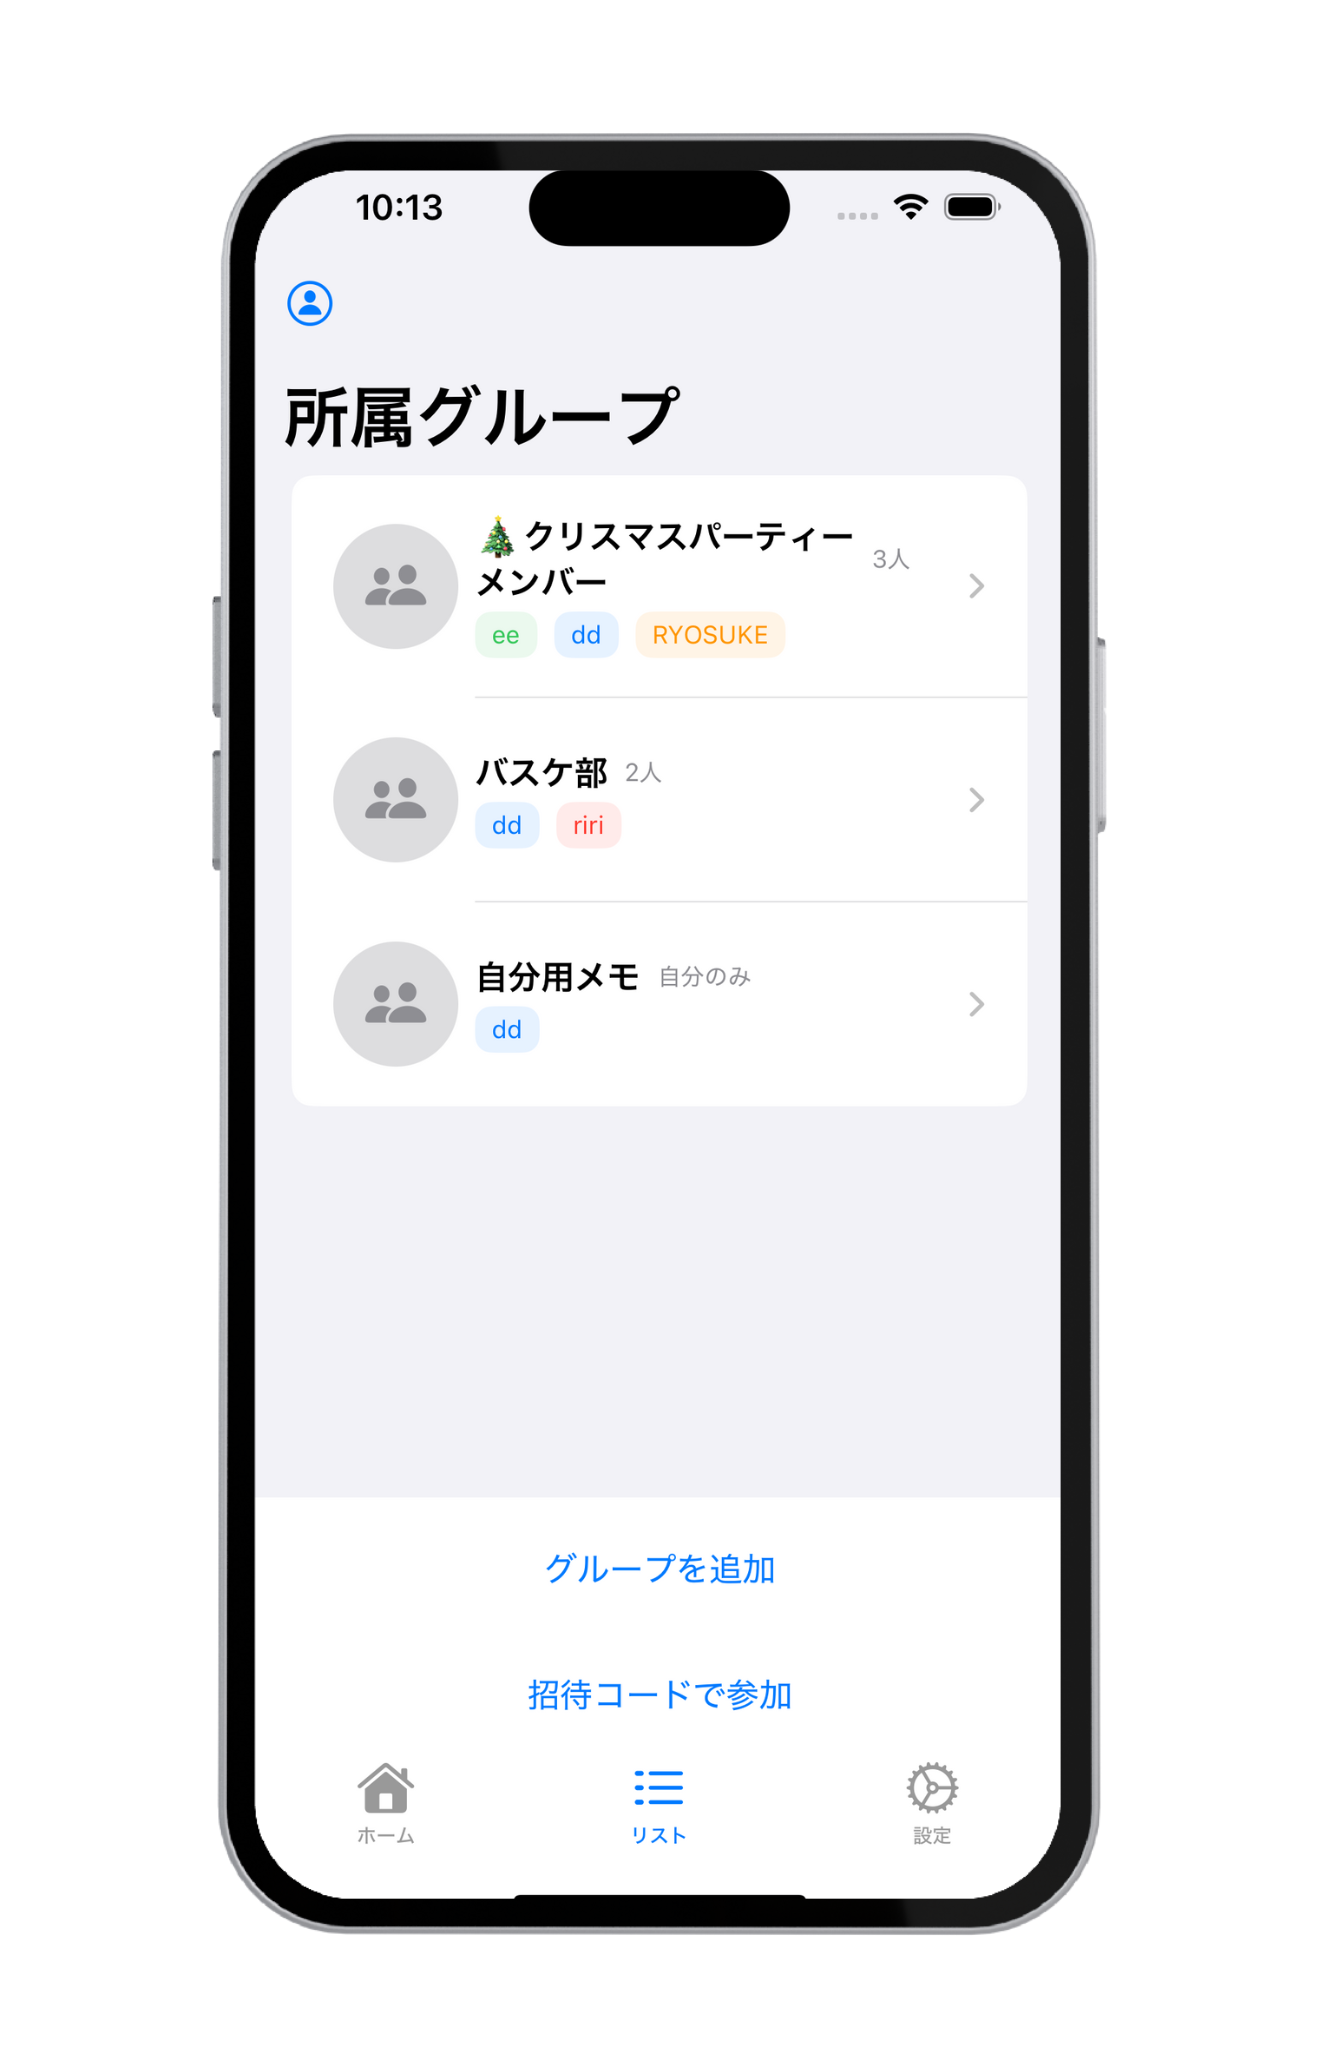 10:13
所属グループ
🎄 クリスマスパーティー
メンバー
3人
ee dd RYOSUKE
バスケ部 2人
dd riri
自分用メモ 自分のみ
dd
グループを追加
招待コードで参加
ホーム リスト 設定